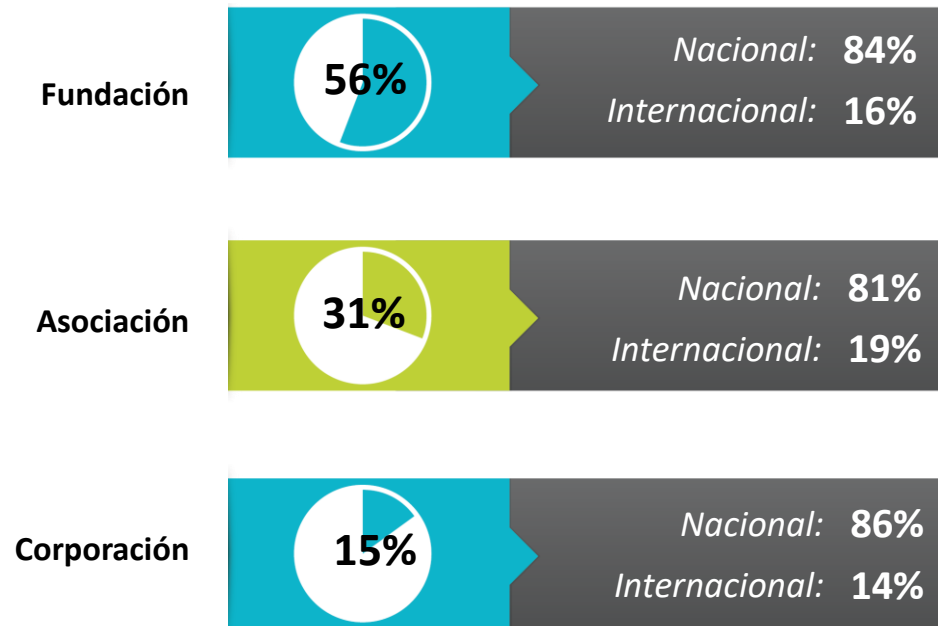 Fundación
56%
Nacional: 84%
Internacional: 16%
Asociación
31%
Nacional: 81%
Internacional: 19%
Corporación
15%
Nacional: 86%
Internacional: 14%